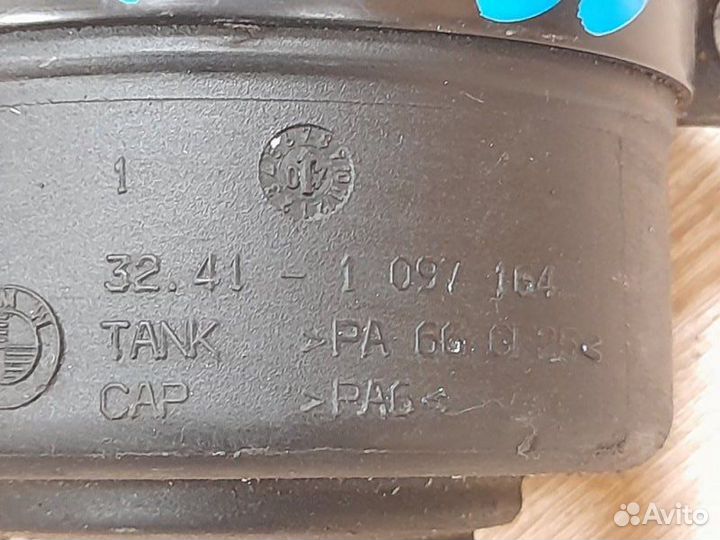 1
32.41 - 1 097 164
TANK >PA 66
CAP >PA6<
Avito